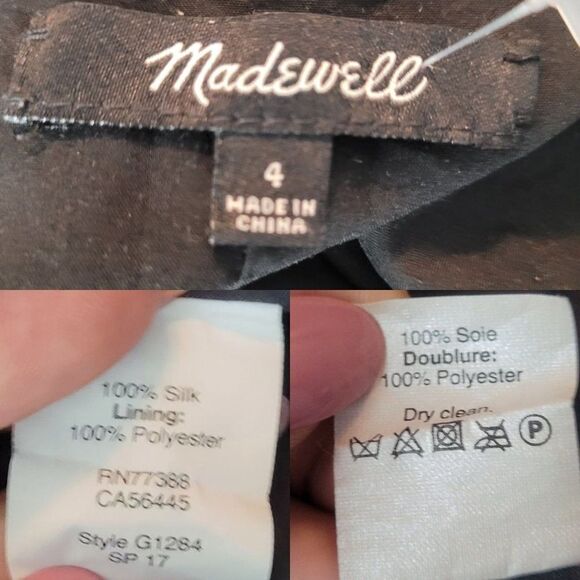 Madewell
4
MADE IN
CHINA
100% Silk
Lining:
100% Polyester
RN77388
CA56445
Style G1284
SP 17
100% Soie
Doublure:
100% Polyester
Dry clean.
P